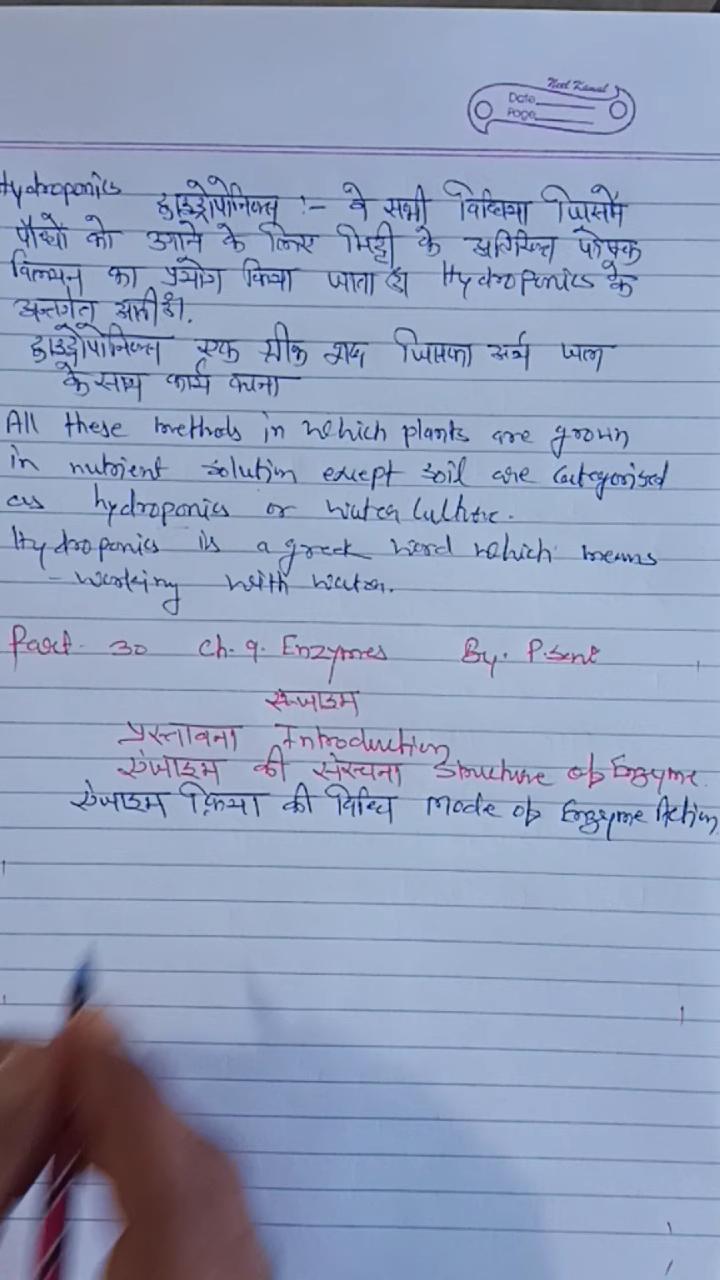 Neel Kamal
Date
Page
Hydroponics हाइड्रोपोनिक्स :- वे सभी विधिया जिसमें
पौधों को उगाने के लिए मिट्टी के अतिरिक्त पोषक
विलयन का प्रयोग किया जाता है। Hydroponics के
अन्तर्गत आती है।.
हाइड्रोपोनिक्स एक ग्रीक शब्द जिसका अर्थ जल
के साथ कार्य करना
All these methods in which plants are grown
in nutrient solution except soil are categorised
as hydroponics or water culture.
Hydroponics is a greek word which means
- working with water.
Part 30 Ch. 9. Enzymes By. P. Soni
एंजाइम
प्रस्तावना Introduction
एंजाइम की संरचना Structure of Enzyme.
एंजाइम क्रिया की विधि Mode of Enzyme Action